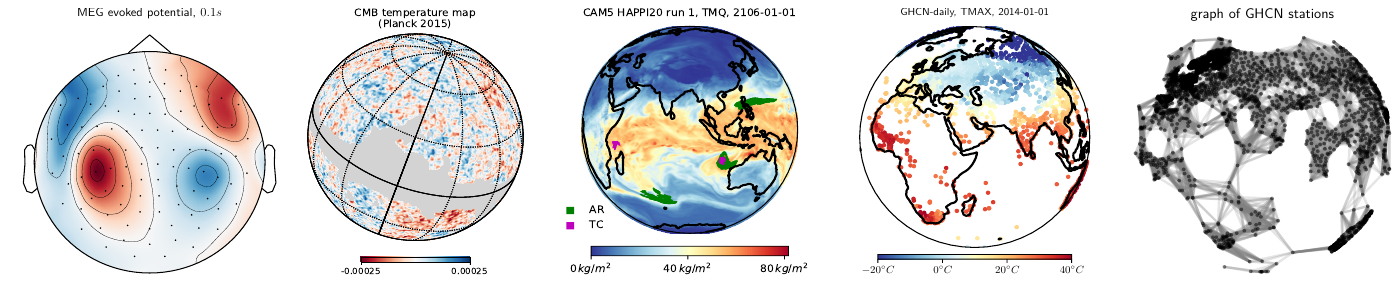 MEG evoked potential, 0.1s
CMB temperature map
(Planck 2015)
-0.00025 0.00025
CAM5 HAPPI20 run 1, TMQ, 2106-01-01
AR
TC
0 kg/m² 40 kg/m² 80 kg/m²
GHCN-daily, TMAX, 2014-01-01
−20°C 0°C 20°C 40°C
graph of GHCN stations